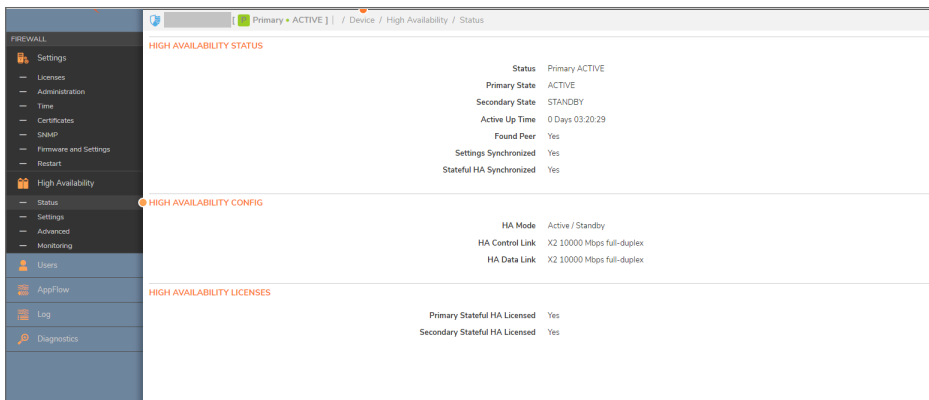 [ P Primary • ACTIVE ] | / Device / High Availability / Status
FIREWALL
Settings
Licenses
Administration
Time
Certificates
SNMP
Firmware and Settings
Restart
High Availability
Status
Settings
Advanced
Monitoring
Users
AppFlow
Log
Diagnostics
HIGH AVAILABILITY STATUS
Status Primary ACTIVE
Primary State ACTIVE
Secondary State STANDBY
Active Up Time 0 Days 03:20:29
Found Peer Yes
Settings Synchronized Yes
Stateful HA Synchronized Yes
HIGH AVAILABILITY CONFIG
HA Mode Active / Standby
HA Control Link X2 10000 Mbps full-duplex
HA Data Link X2 10000 Mbps full-duplex
HIGH AVAILABILITY LICENSES
Primary Stateful HA Licensed Yes
Secondary Stateful HA Licensed Yes